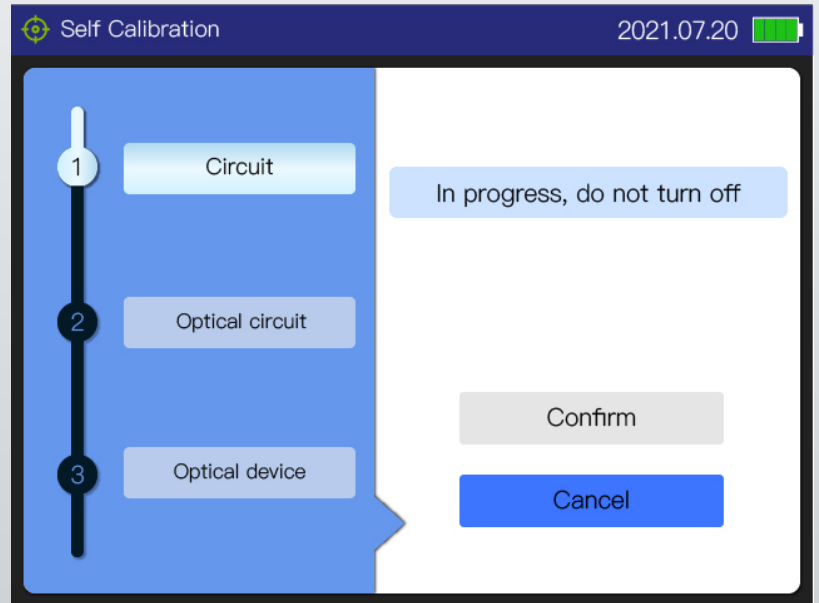 Self Calibration
2021.07.20
1
Circuit
2
Optical circuit
3
Optical device
In progress, do not turn off
Confirm
Cancel